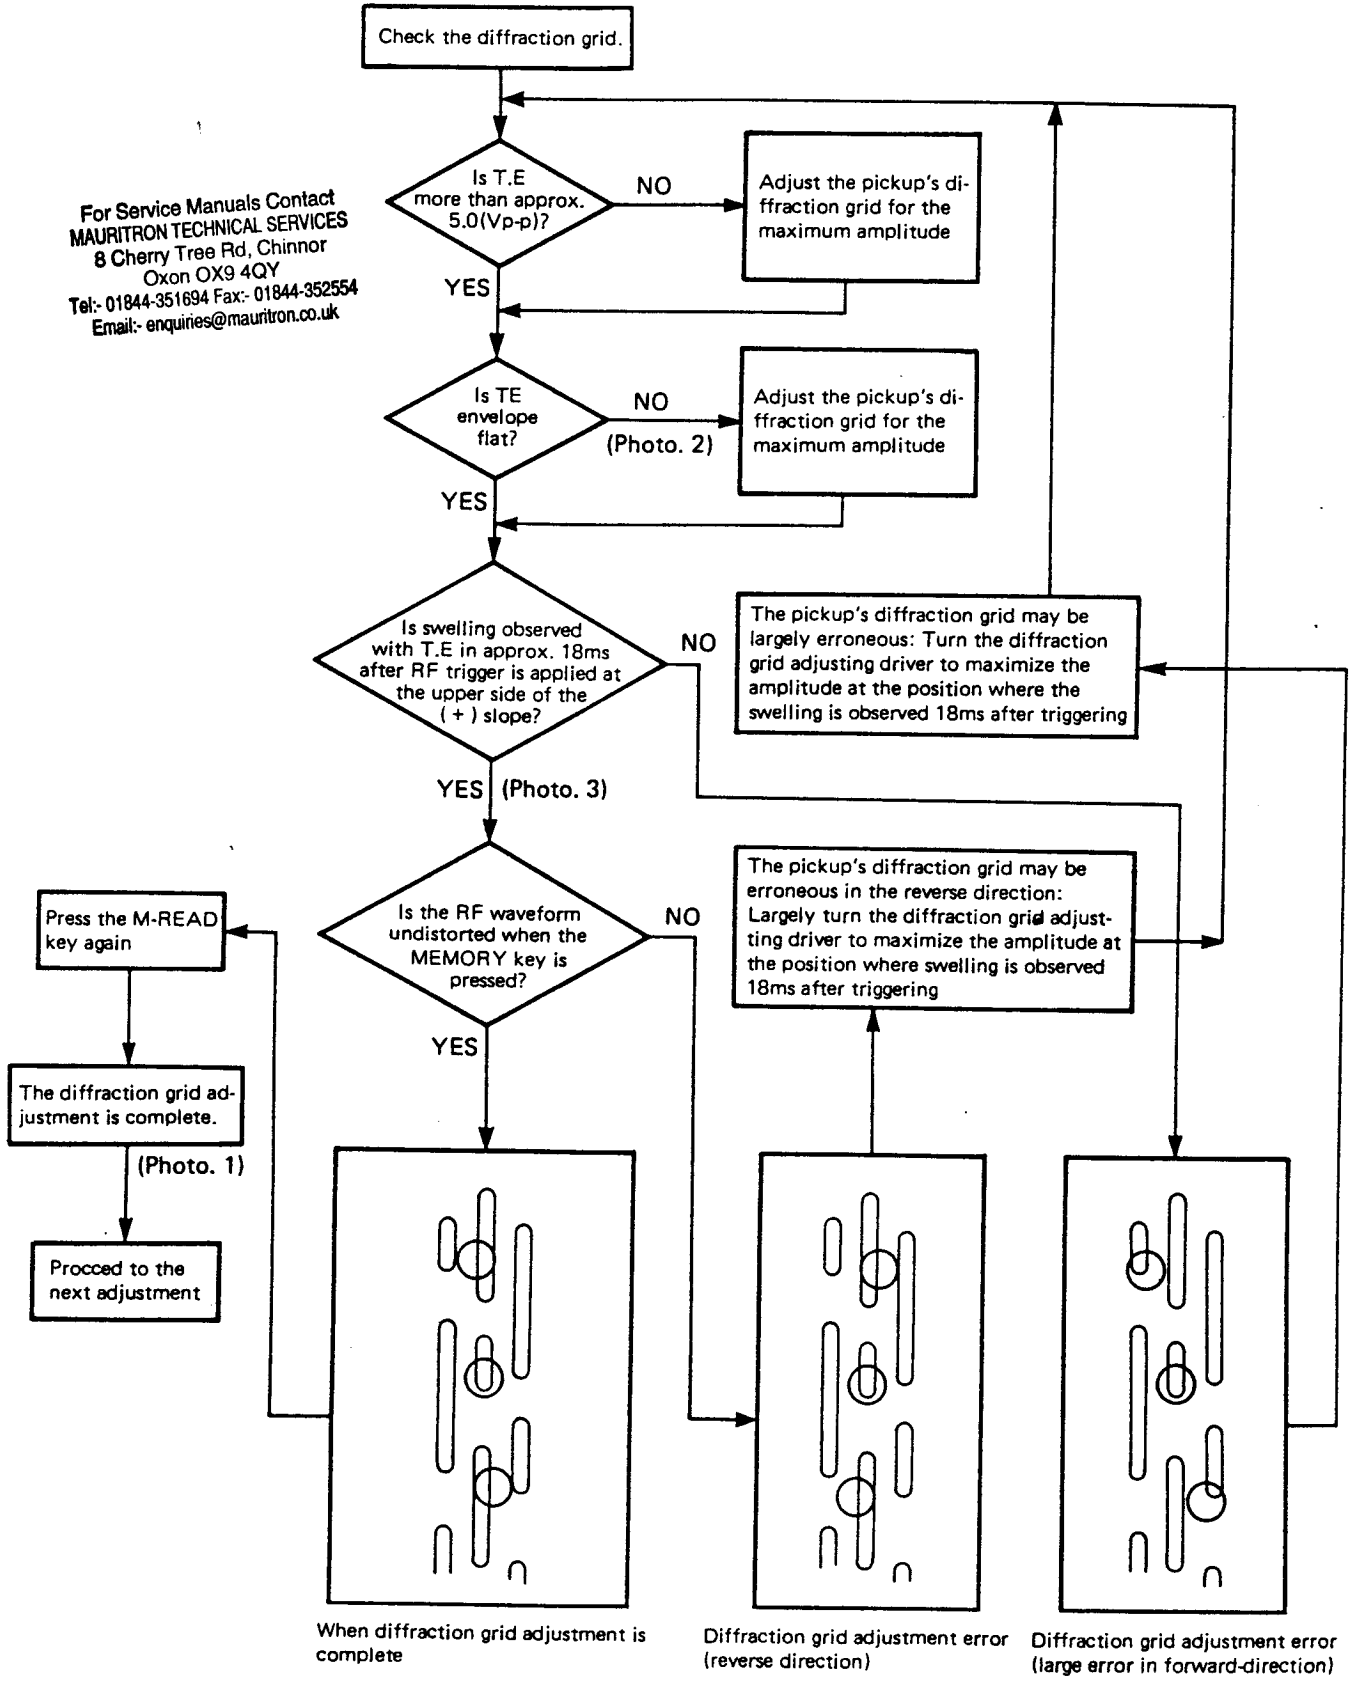 Check the diffraction grid.
Is T.E
more than approx.
5.0(Vp-p)?
NO
Adjust the pickup's di-
ffraction grid for the
maximum amplitude
For Service Manuals Contact
MAURITRON TECHNICAL SERVICES
8 Cherry Tree Rd, Chinnor
Oxon OX9 4QY
Tel:- 01844-351694 Fax:- 01844-352554
Email:- enquiries@mauritron.co.uk
YES
Is TE
envelope
flat?
NO
(Photo. 2)
Adjust the pickup's di-
ffraction grid for the
maximum amplitude
YES
Is swelling observed
with T.E in approx. 18ms
after RF trigger is applied at
the upper side of the
(+) slope?
NO
The pickup's diffraction grid may be
largely erroneous: Turn the diffraction
grid adjusting driver to maximize the
amplitude at the position where the
swelling is observed 18ms after triggering
YES
(Photo. 3)
Is the RF waveform
undistorted when the
MEMORY key is
pressed?
NO
The pickup's diffraction grid may be
erroneous in the reverse direction:
Largely turn the diffraction grid adjust-
ting driver to maximize the amplitude at
the position where swelling is observed
18ms after triggering
Press the M-READ
key again
YES
The diffraction grid ad-
justment is complete.
(Photo. 1)
Procced to the
next adjustment
When diffraction grid adjustment is
complete
Diffraction grid adjustment error
(reverse direction)
Diffraction grid adjustment error
(large error in forward-direction)